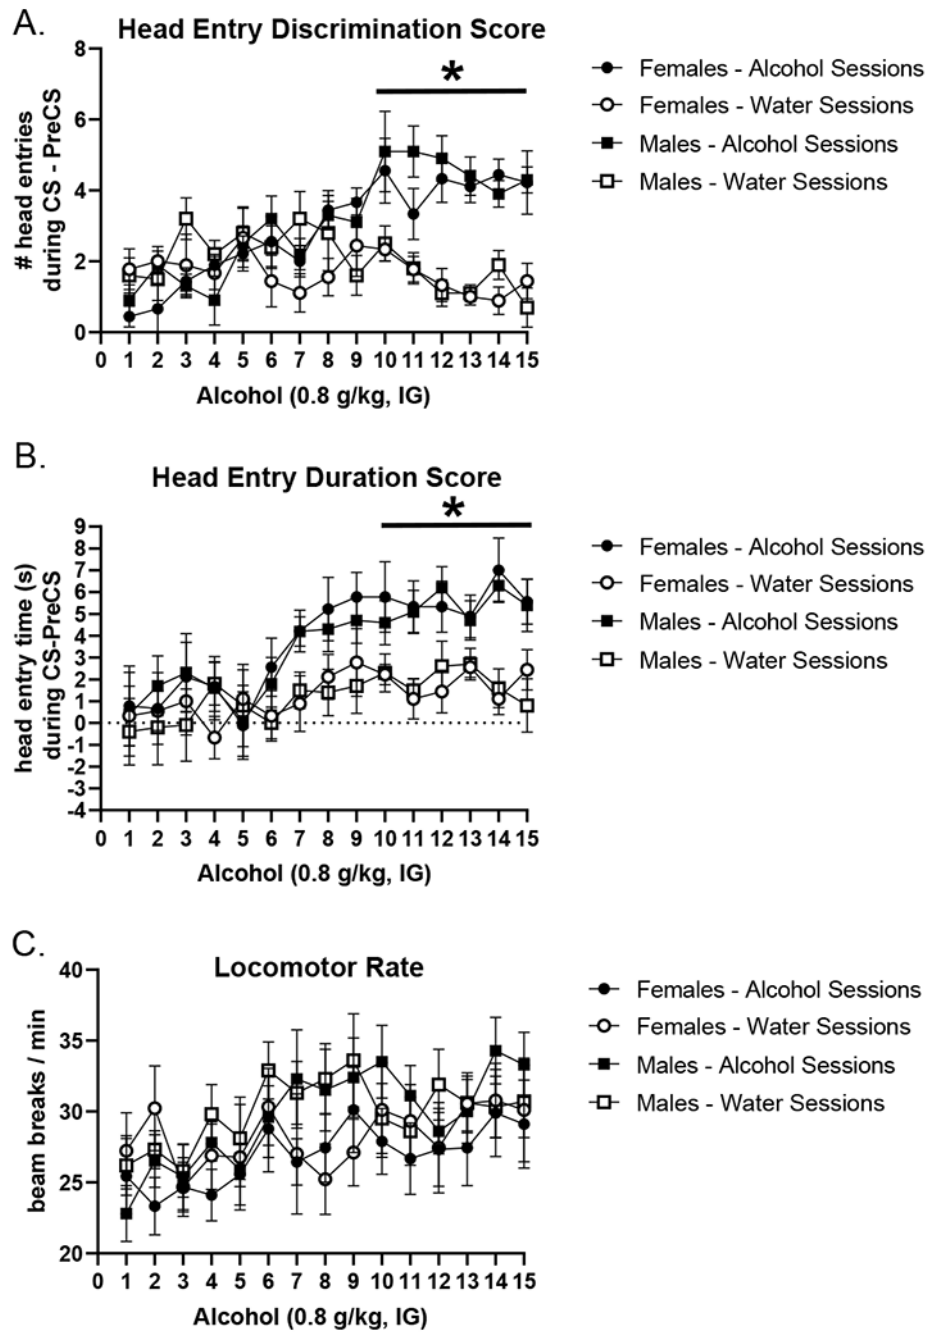 A.
Head Entry Discrimination Score
# head entries
during CS - PreCS
8
6
4
2
0
*
0 1 2 3 4 5 6 7 8 9 10 11 12 13 14 15
Alcohol (0.8 g/kg, IG)
Females - Alcohol Sessions
Females - Water Sessions
Males - Alcohol Sessions
Males - Water Sessions
B.
Head Entry Duration Score
head entry time (s)
during CS-PreCS
9
8
7
6
5
4
3
2
1
0
-1
-2
-3
-4
*
0 1 2 3 4 5 6 7 8 9 10 11 12 13 14 15
Alcohol (0.8 g/kg, IG)
Females - Alcohol Sessions
Females - Water Sessions
Males - Alcohol Sessions
Males - Water Sessions
C.
Locomotor Rate
beam breaks / min
40
35
30
25
20
0 1 2 3 4 5 6 7 8 9 10 11 12 13 14 15
Alcohol (0.8 g/kg, IG)
Females - Alcohol Sessions
Females - Water Sessions
Males - Alcohol Sessions
Males - Water Sessions